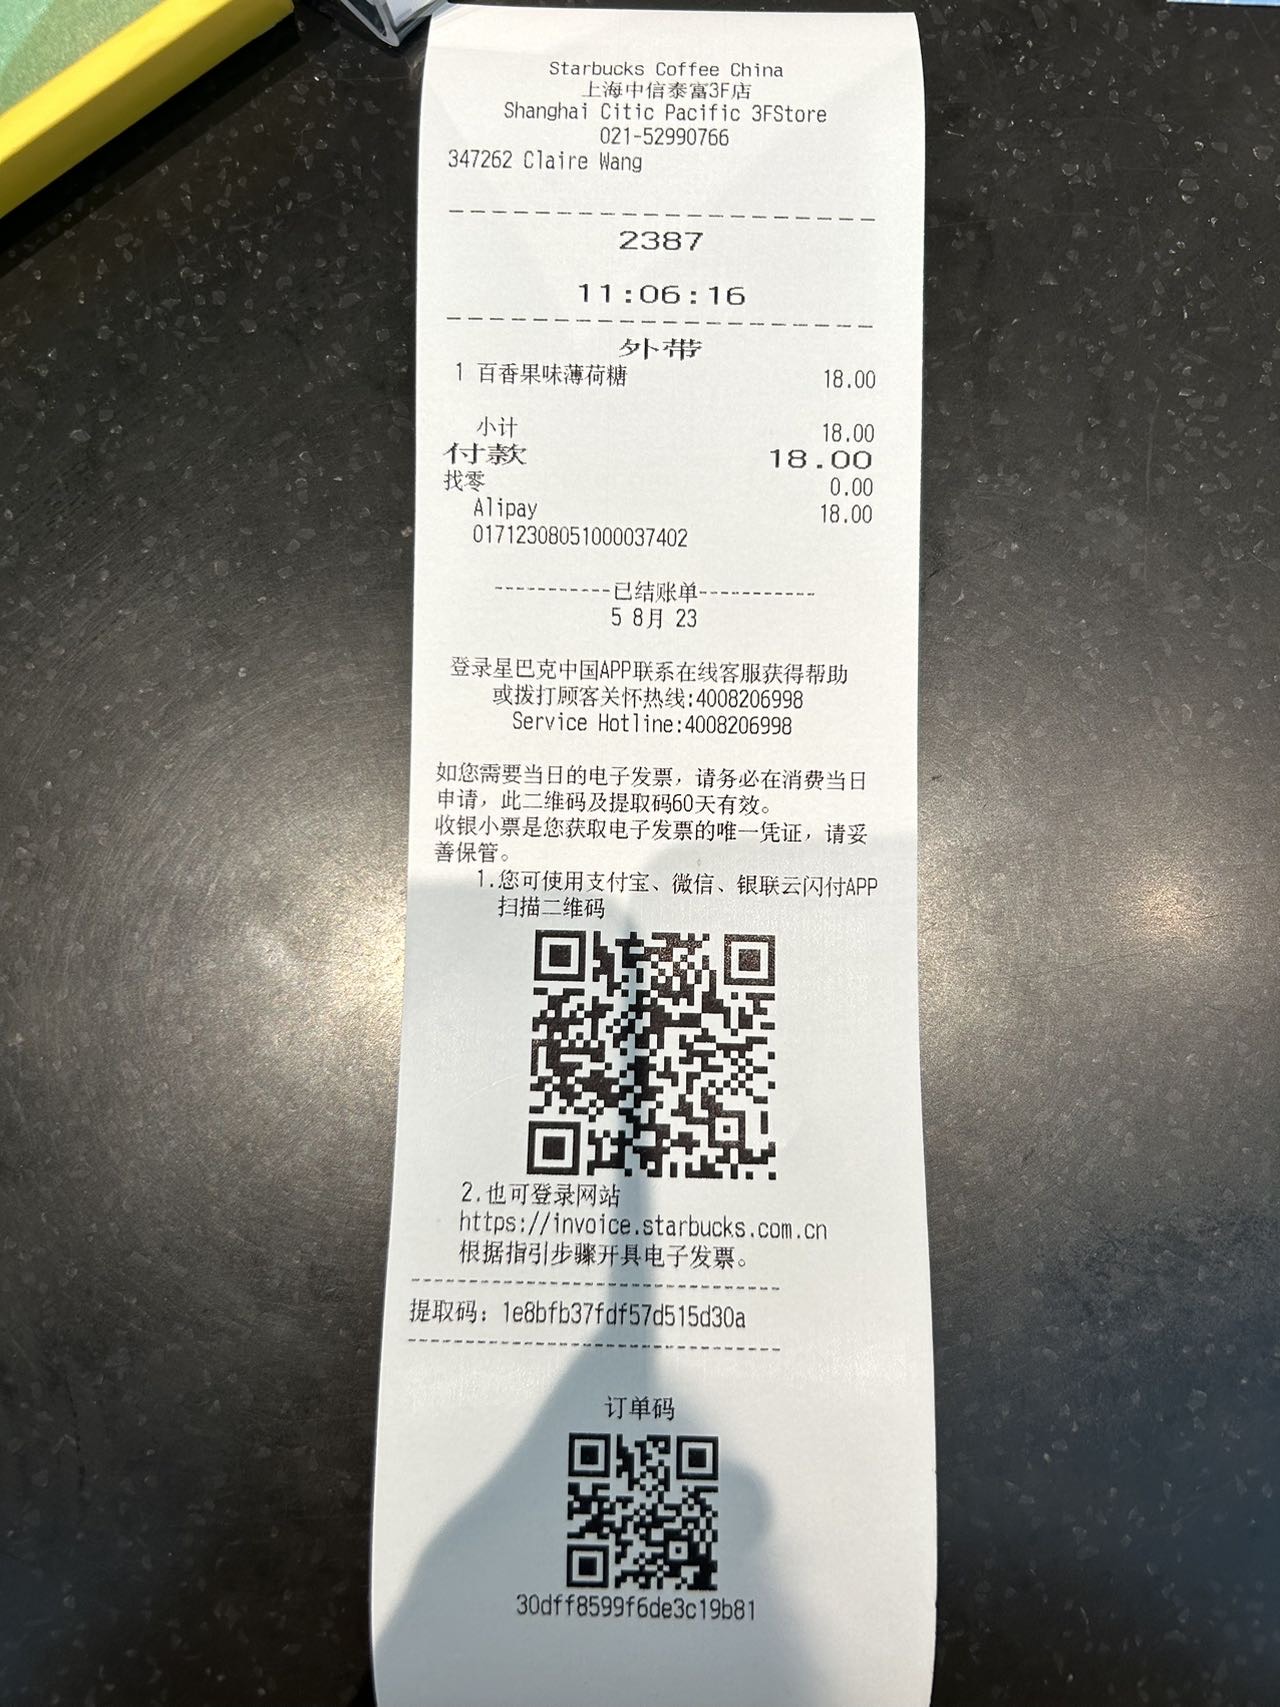 Starbucks Coffee China
上海中信泰富3F店
Shanghai Citic Pacific 3FStore
021-52990766
347262 Claire Wang
2387
11:06:16
外带
1 百香果味薄荷糖 18.00
小计 18.00
付款 18.00
找零 0.00
Alipay 18.00
01712308051000037402
-----------已结账单-----------
5 8月 23
登录星巴克中国APP联系在线客服获得帮助
或拨打顾客关怀热线:4008206998
Service Hotline:4008206998
如您需要当日的电子发票，请务必在消费当日
申请，此二维码及提取码60天有效。
收银小票是您获取电子发票的唯一凭证，请妥
善保管。
1.您可使用支付宝、微信、银联云闪付APP
扫描二维码
2.也可登录网站
https://invoice.starbucks.com.cn
根据指引步骤开具电子发票。
提取码：1e8bfb37fdf57d515d30a
订单码
30dff8599f6de3c19b81